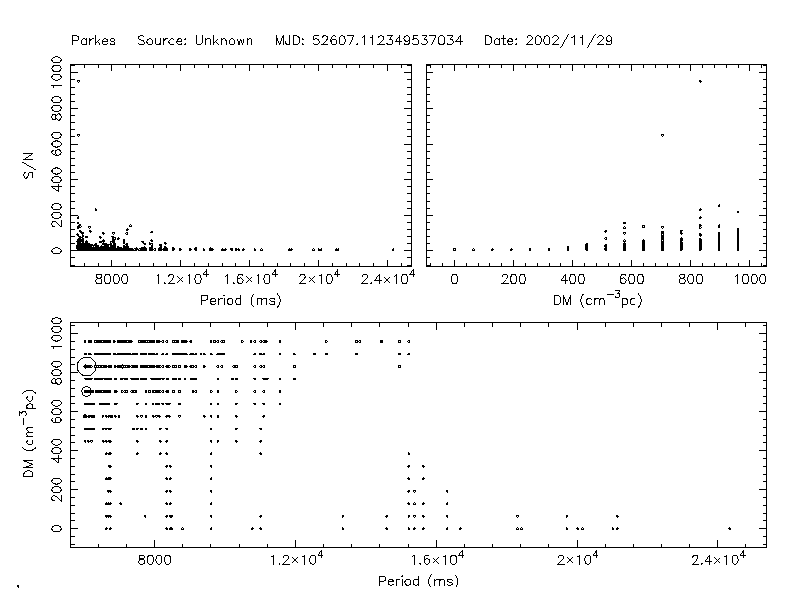 Parkes Source: Unknown MJD: 52607.112349537034 Date: 2002/11/29
S/N
0 200 400 600 800 1000
8000 1.2×10⁴ 1.6×10⁴ 2×10⁴ 2.4×10⁴
Period (ms)
0 200 400 600 800 1000
DM (cm⁻³pc)
DM (cm⁻³pc)
0 200 400 600 800 1000
8000 1.2×10⁴ 1.6×10⁴ 2×10⁴ 2.4×10⁴
Period (ms)